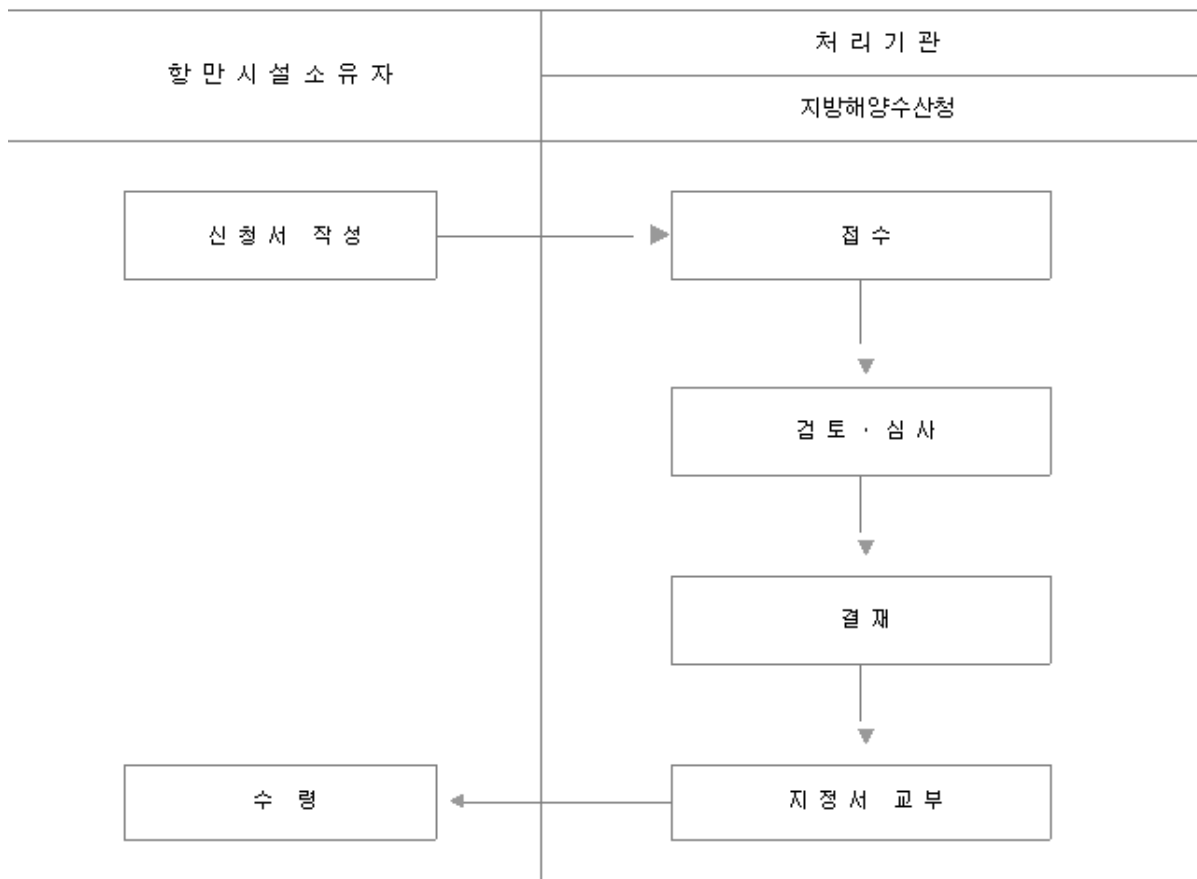 항만시설소유자
처리기관
지방해양수산청
신청서 작성
접수
검토·심사
결재
지정서 교부
수령